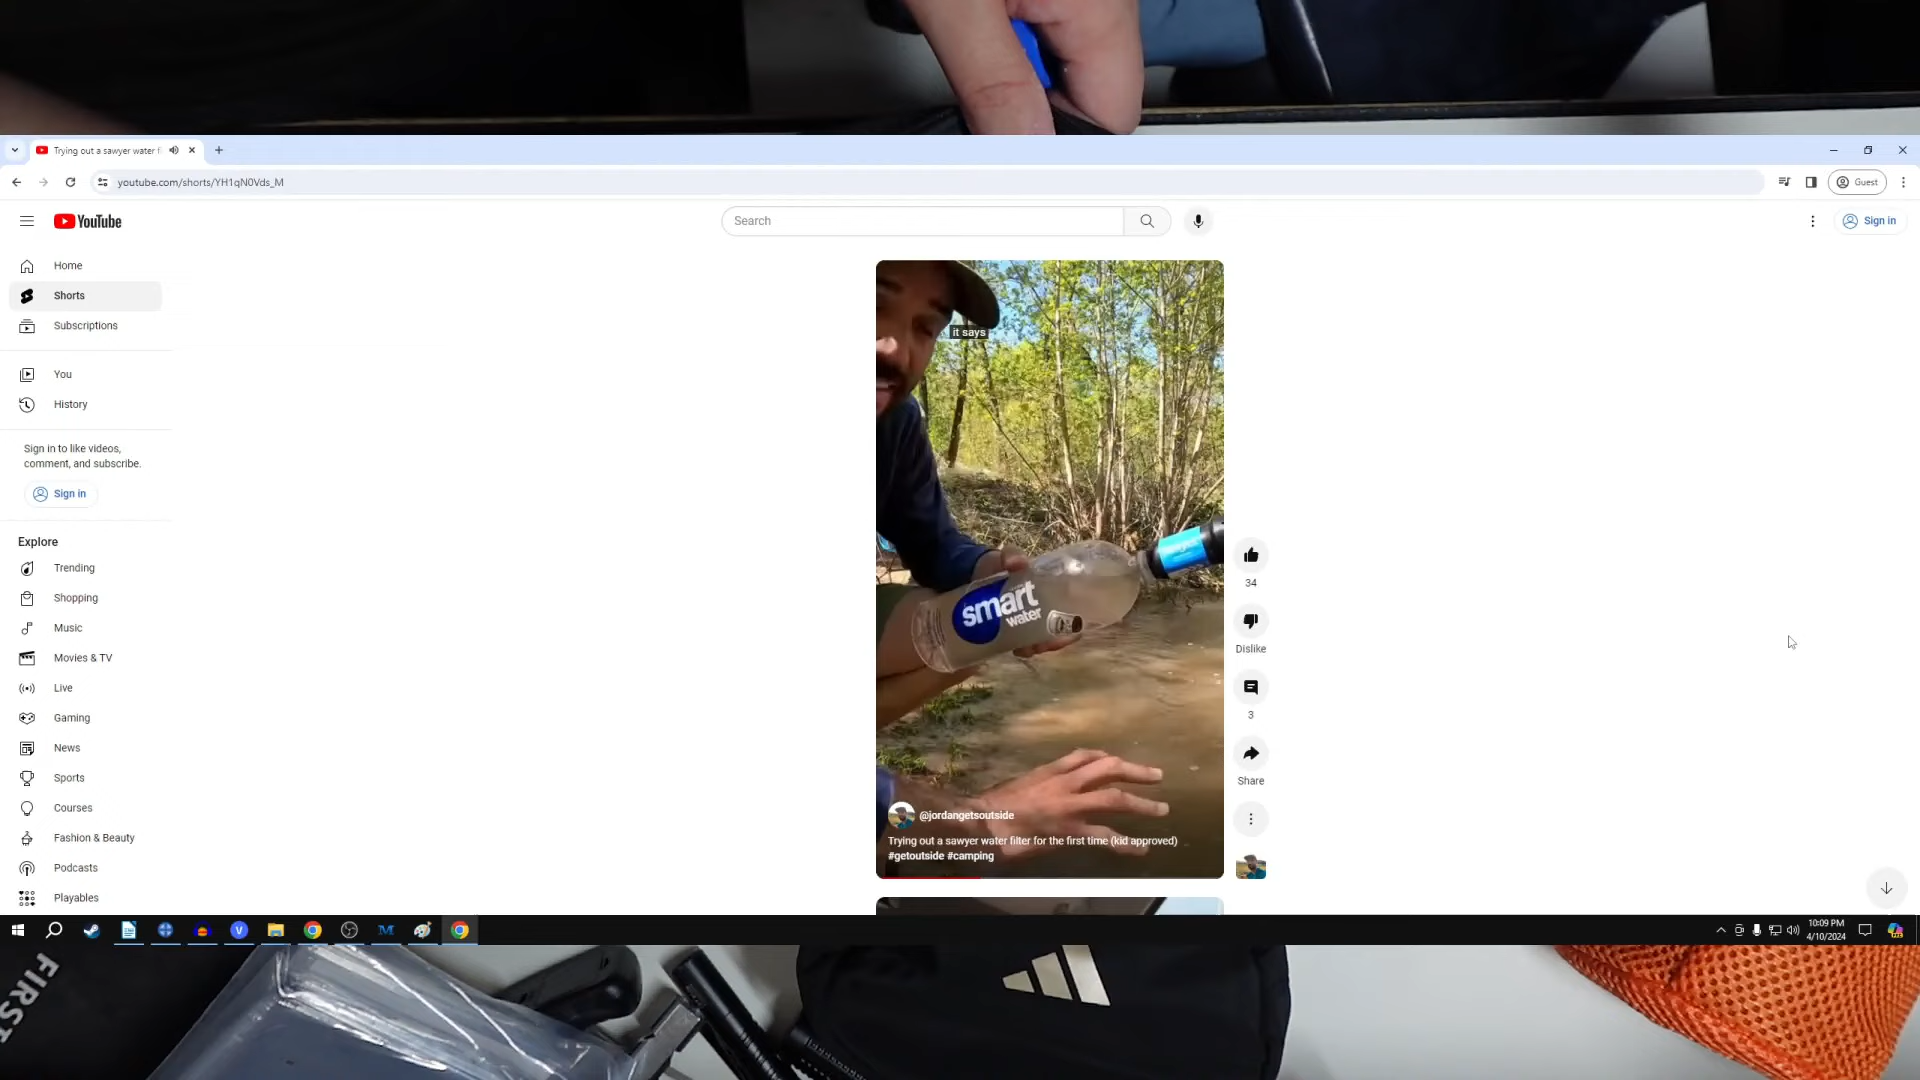 Trying out a sawyer water f
youtube.com/shorts/YH1qN0Vds_M
Guest
YouTube
Search
Sign in
Home
Shorts
Subscriptions
You
History
Sign in to like videos,
comment, and subscribe.
Sign in
Explore
Trending
Shopping
Music
Movies & TV
Live
Gaming
News
Sports
Courses
Fashion & Beauty
Podcasts
Playables
it says
smart
water
@jordangetsoutside
Trying out a sawyer water filter for the first time (kid approved)
#getoutside #camping
34
Dislike
3
Share
10:09 PM
4/10/2024
FIRST